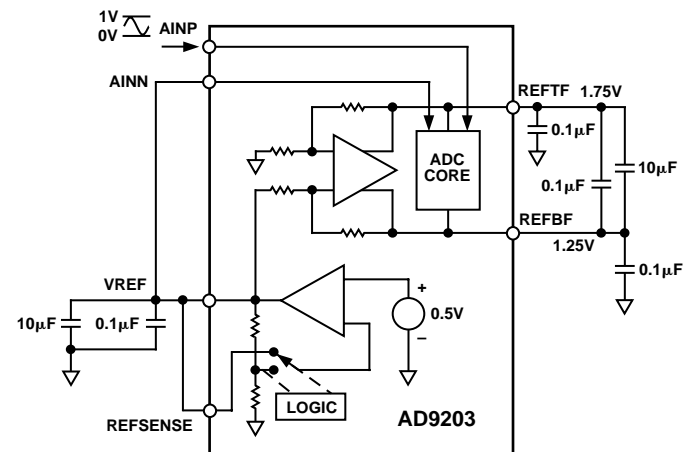 1V
0V
AINP
AINN
REFTF 1.75V
0.1μF
ADC
CORE
10μF
0.1μF
REFBF
1.25V
VREF
0.1μF
+
0.5V
–
10μF 0.1μF
LOGIC
REFSENSE
AD9203